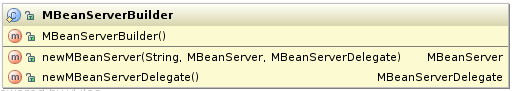 MBeanServerBuilder
MBeanServerBuilder()
newMBeanServer(String, MBeanServer, MBeanServerDelegate) MBeanServer
newMBeanServerDelegate() MBeanServerDelegate